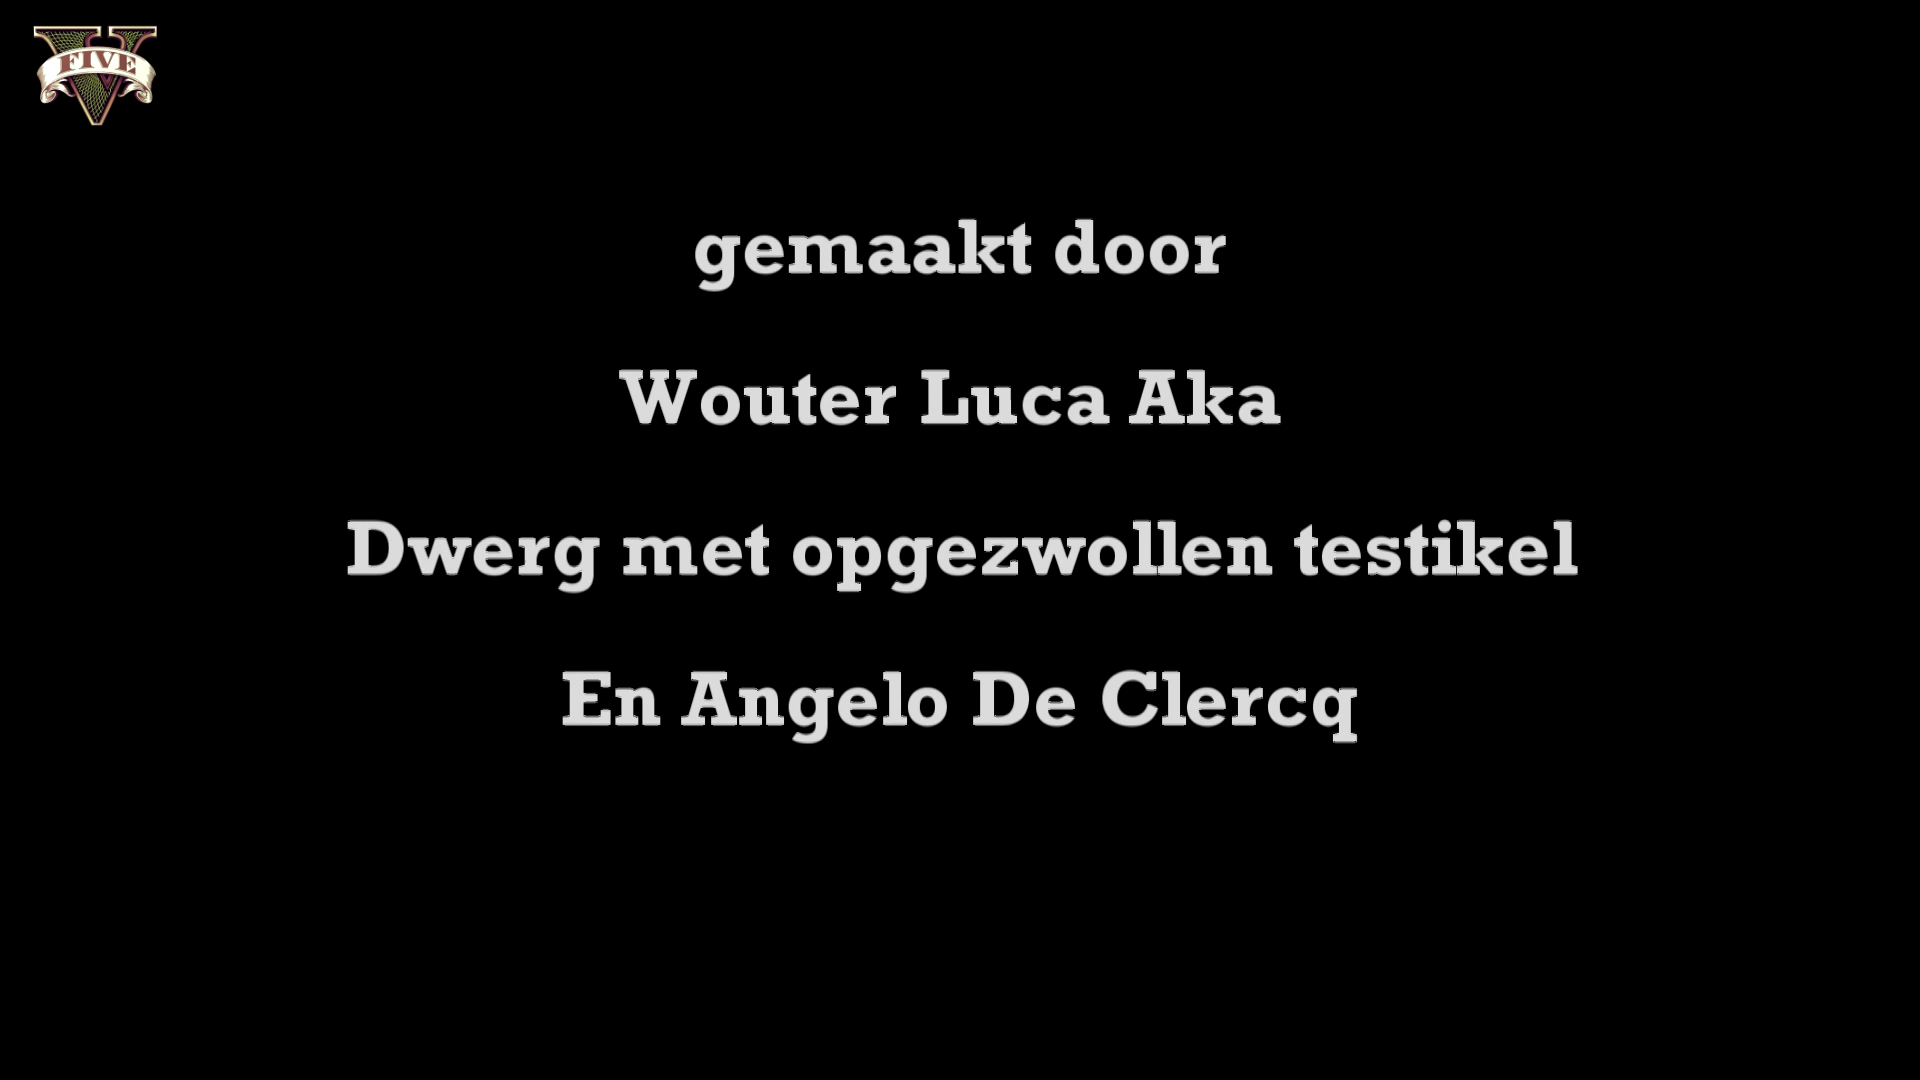 FIVE
gemaakt door
Wouter Luca Aka
Dwerg met opgezwollen testikel
En Angelo De Clercq